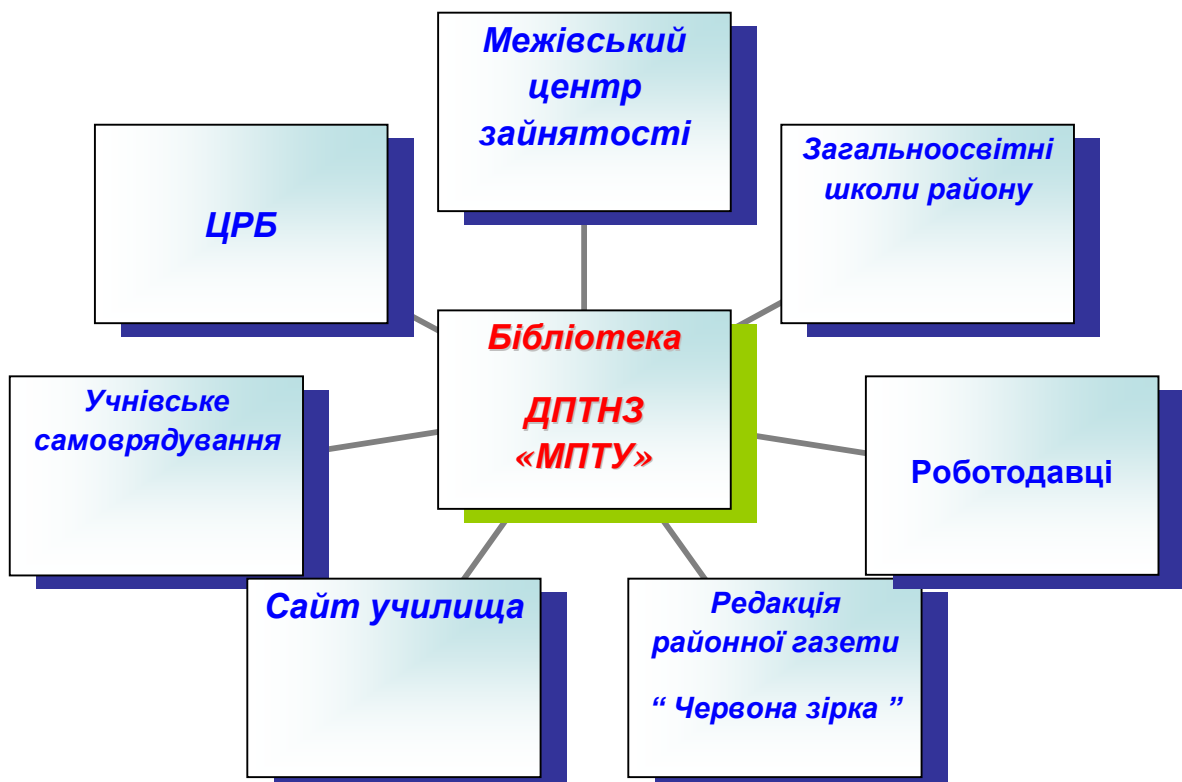 Межівський
центр
зайнятості
Загальноосвітні
школи району
ЦРБ
Бібліотека
ДПТНЗ
«МПТУ»
Учнівське
самоврядування
Роботодавці
Сайт училища
Редакція
районної газети
“ Червона зірка ”